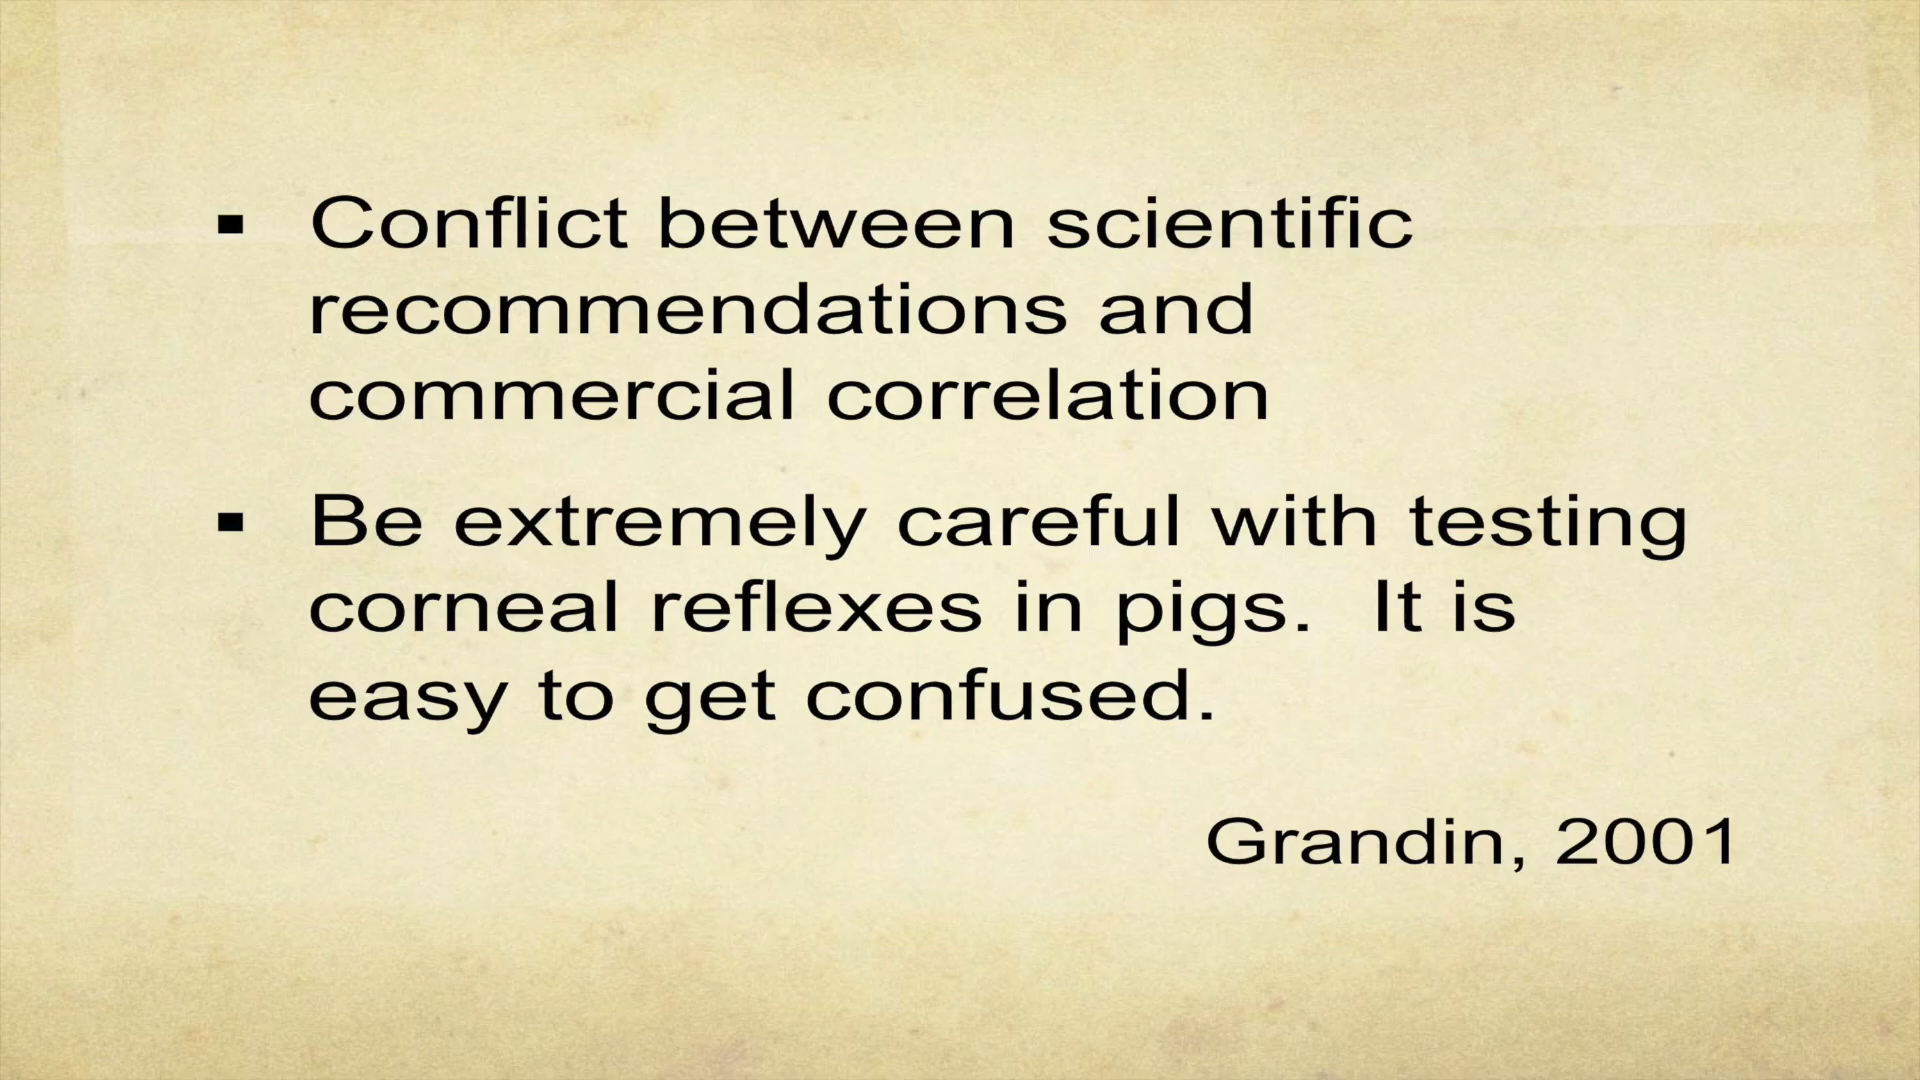 ▪ Conflict between scientific
recommendations and
commercial correlation
▪ Be extremely careful with testing
corneal reflexes in pigs.  It is
easy to get confused.
Grandin, 2001